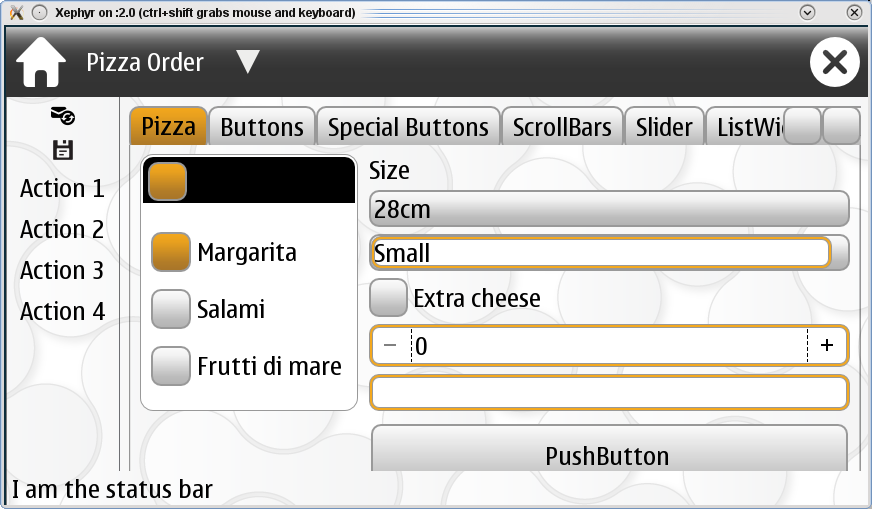 Xephyr on :2.0 (ctrl+shift grabs mouse and keyboard)
Pizza Order
Pizza
Buttons
Special Buttons
ScrollBars
Slider
ListWi
Action 1
Action 2
Action 3
Action 4
Margarita
Salami
Frutti di mare
Size
28cm
Small
Extra cheese
− 0 +
PushButton
I am the status bar